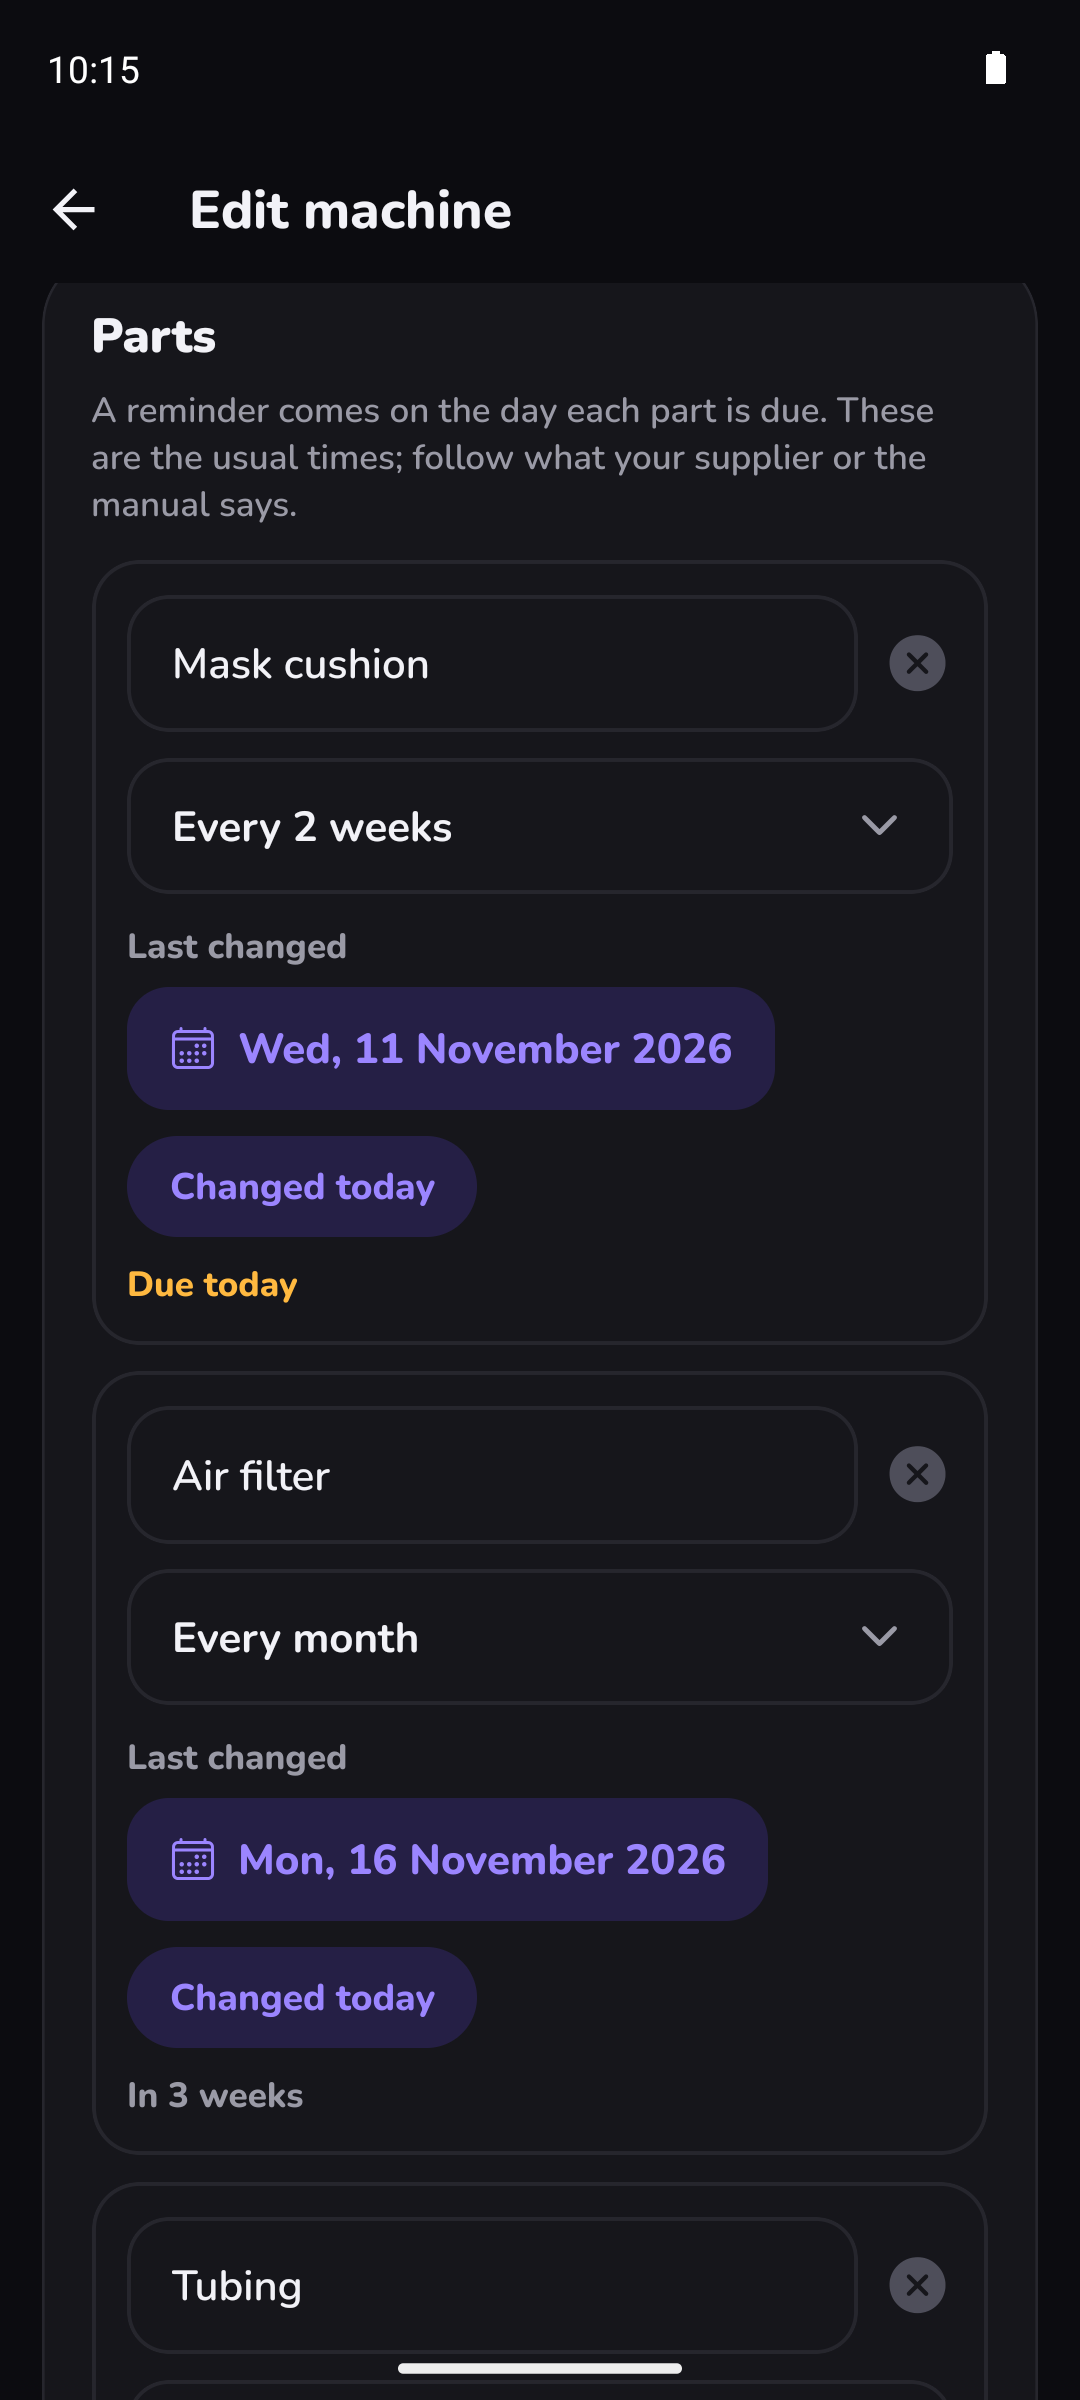 10:15
Edit machine
Parts
A reminder comes on the day each part is due. These
are the usual times; follow what your supplier or the
manual says.
Mask cushion
Every 2 weeks
Last changed
Wed, 11 November 2026
Changed today
Due today
Air filter
Every month
Last changed
Mon, 16 November 2026
Changed today
In 3 weeks
Tubing